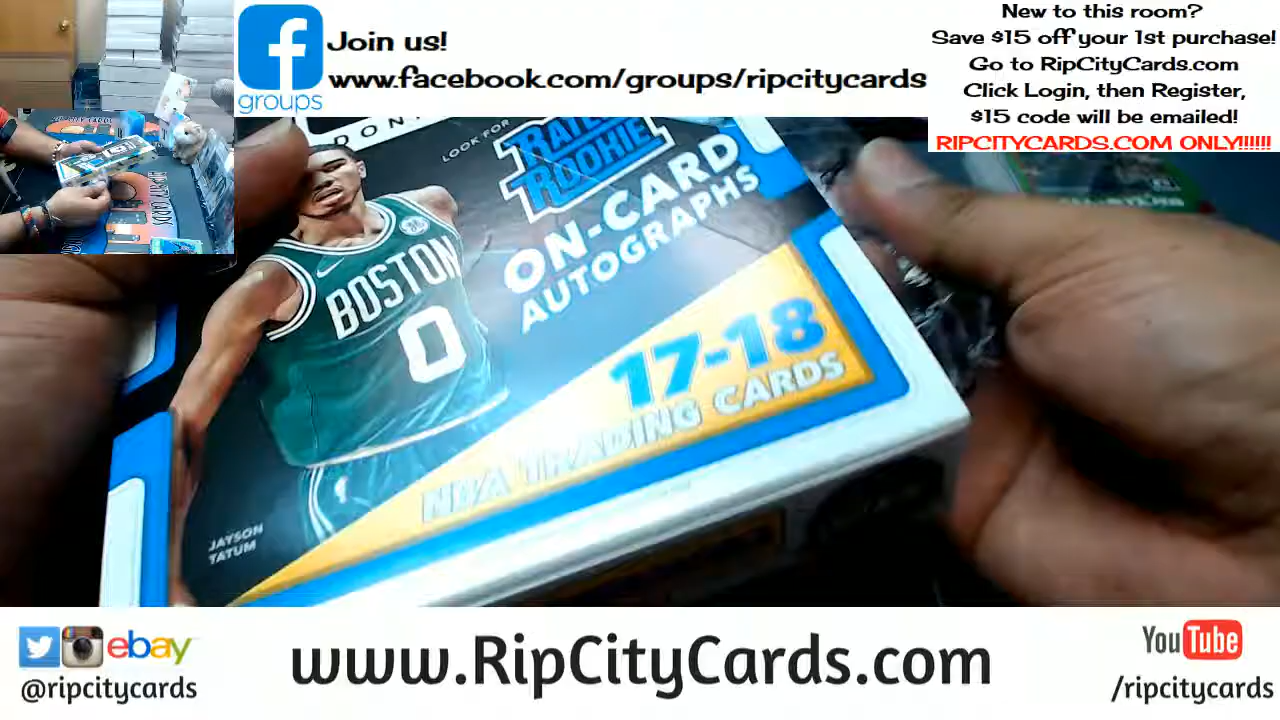 groups
Join us!
www.facebook.com/groups/ripcitycards
New to this room?
Save $15 off your 1st purchase!
Go to RipCityCards.com
Click Login, then Register,
$15 code will be emailed!
RIPCITYCARDS.COM ONLY!!!!!!
LOOK FOR
RATED
ROOKIE
ON-CARD
AUTOGRAPHS
BOSTON
0
17-18
NBA TRADING CARDS
JAYSON
TATUM
ebay
@ripcitycards
www.RipCityCards.com
YouTube
/ripcitycards